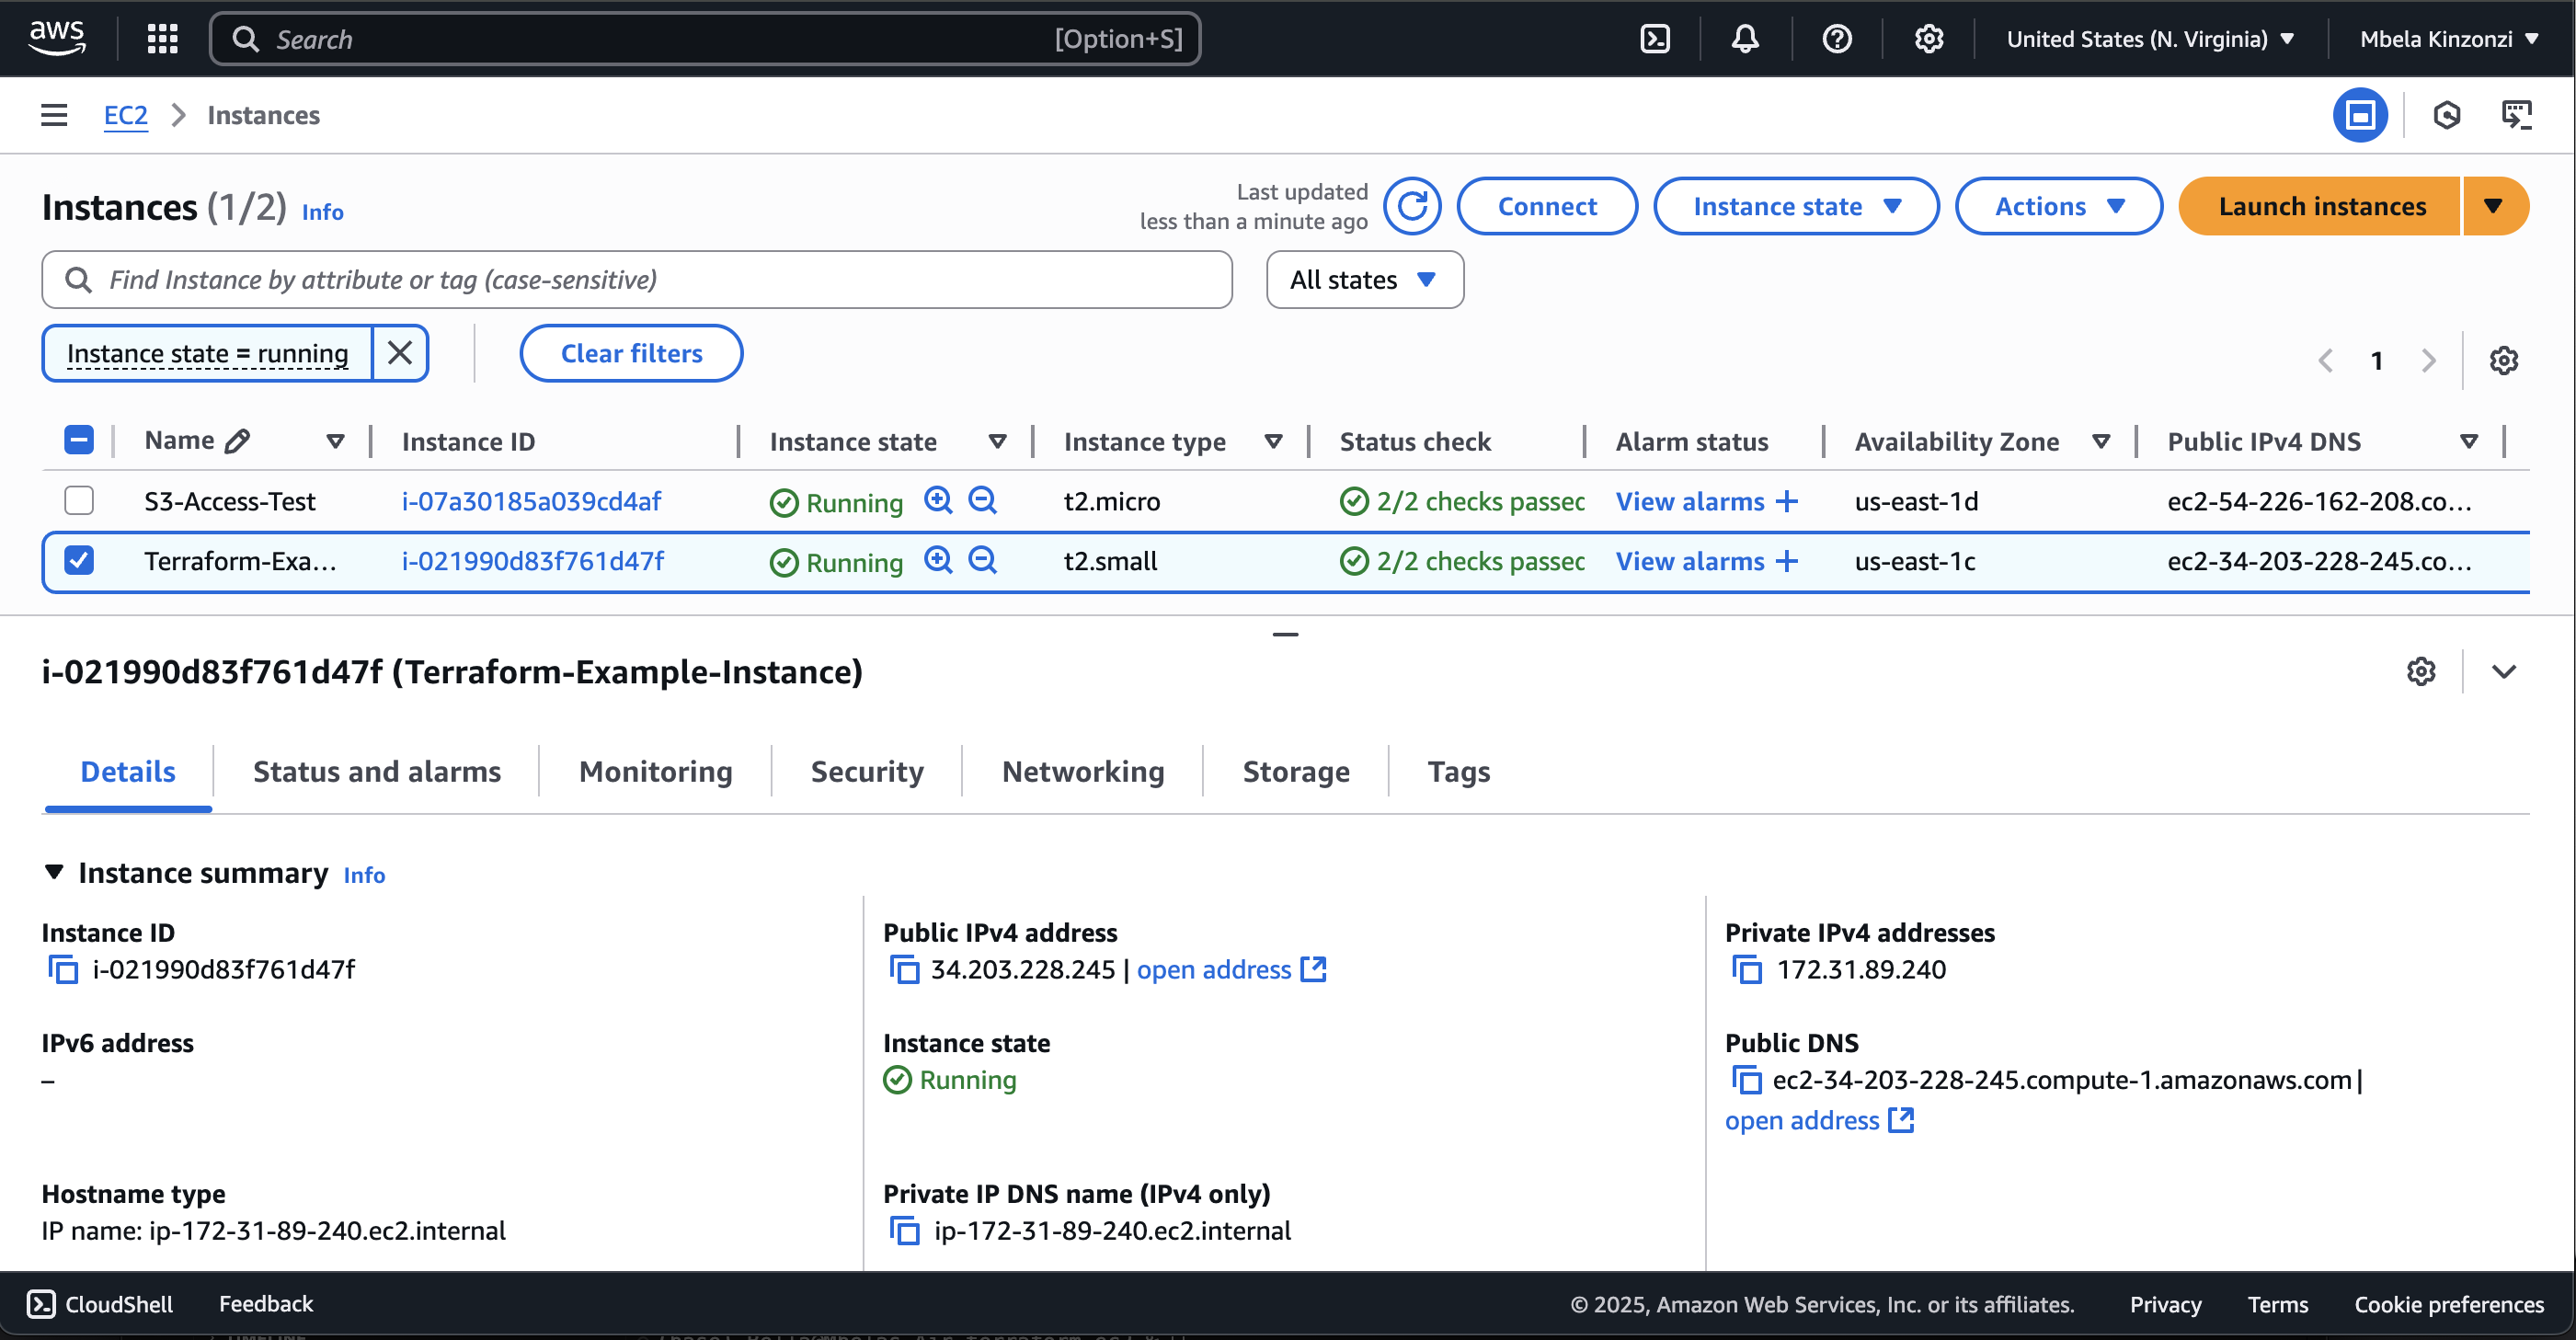 aws
Search
[Option+S]
United States (N. Virginia)
Mbela Kinzonzi
EC2
Instances
Instances (1/2) Info
Last updated
less than a minute ago
Connect
Instance state
Actions
Launch instances
Find Instance by attribute or tag (case-sensitive)
All states
Instance state = running
Clear filters
1
Name Instance ID Instance state Instance type Status check Alarm status Availability Zone Public IPv4 DNS
S3-Access-Test i-07a30185a039cd4af Running t2.micro 2/2 checks passec View alarms + us-east-1d ec2-54-226-162-208.co...
Terraform-Exa... i-021990d83f761d47f Running t2.small 2/2 checks passec View alarms + us-east-1c ec2-34-203-228-245.co...
i-021990d83f761d47f (Terraform-Example-Instance)
Details Status and alarms Monitoring Security Networking Storage Tags
Instance summary Info
Instance ID
i-021990d83f761d47f
Public IPv4 address
34.203.228.245 | open address
Private IPv4 addresses
172.31.89.240
IPv6 address
–
Instance state
Running
Public DNS
ec2-34-203-228-245.compute-1.amazonaws.com |
open address
Hostname type
IP name: ip-172-31-89-240.ec2.internal
Private IP DNS name (IPv4 only)
ip-172-31-89-240.ec2.internal
CloudShell
Feedback
© 2025, Amazon Web Services, Inc. or its affiliates.
Privacy
Terms
Cookie preferences